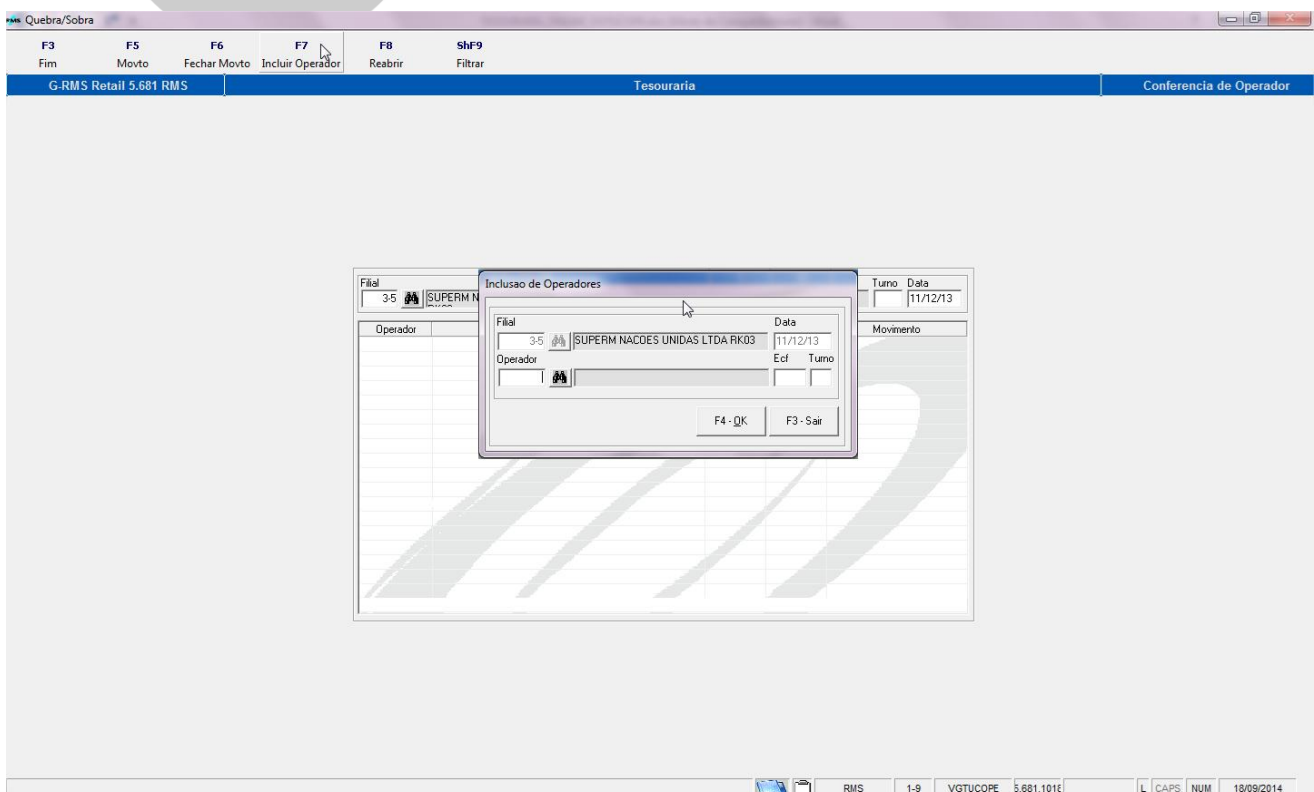 RMS Quebra/Sobra
F3 F5 F6 F7 F8 ShF9
Fim Movto Fechar Movto Incluir Operador Reabrir Filtrar
G-RMS Retail 5.681 RMS Tesouraria Conferencia de Operador
Filial Turno Data
3-5 SUPERM N 11/12/13
Operador Movimento
Inclusao de Operadores
Filial Data
3-5 SUPERM NACOES UNIDAS LTDA RK03 11/12/13
Operador Ecf Turno
F4 - OK F3 - Sair
RMS 1-9 VGTUCOPE 5.681.1018 L CAPS NUM 18/09/2014